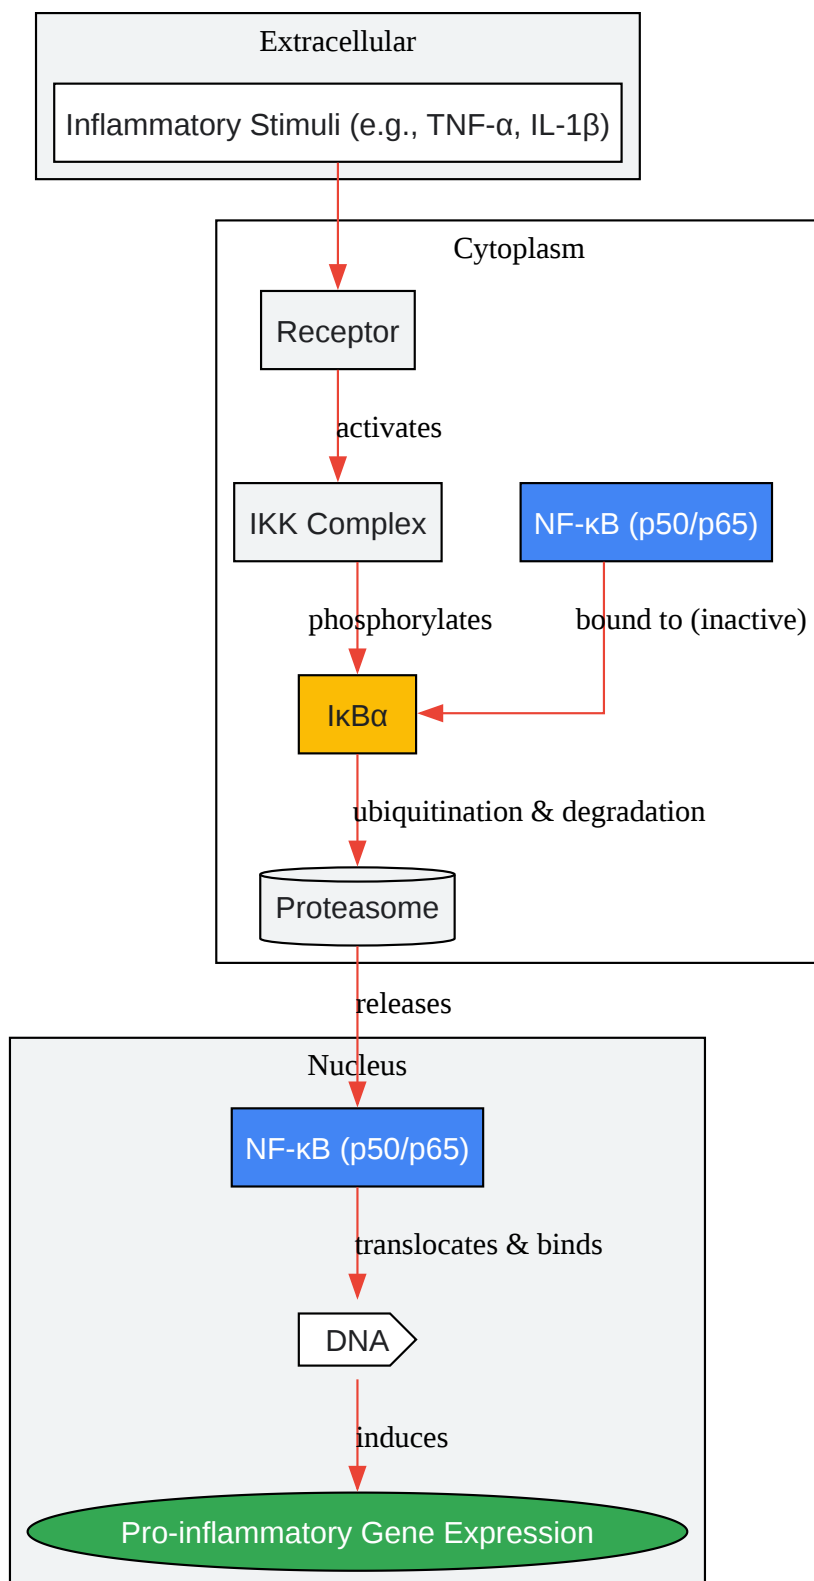 Extracellular
Inflammatory Stimuli (e.g., TNF-α, IL-1β)
Cytoplasm
Receptor
activates
IKK Complex
NF-κB (p50/p65)
phosphorylates
bound to (inactive)
IκBα
ubiquitination & degradation
Proteasome
releases
Nucleus
NF-κB (p50/p65)
translocates & binds
DNA
induces
Pro-inflammatory Gene Expression